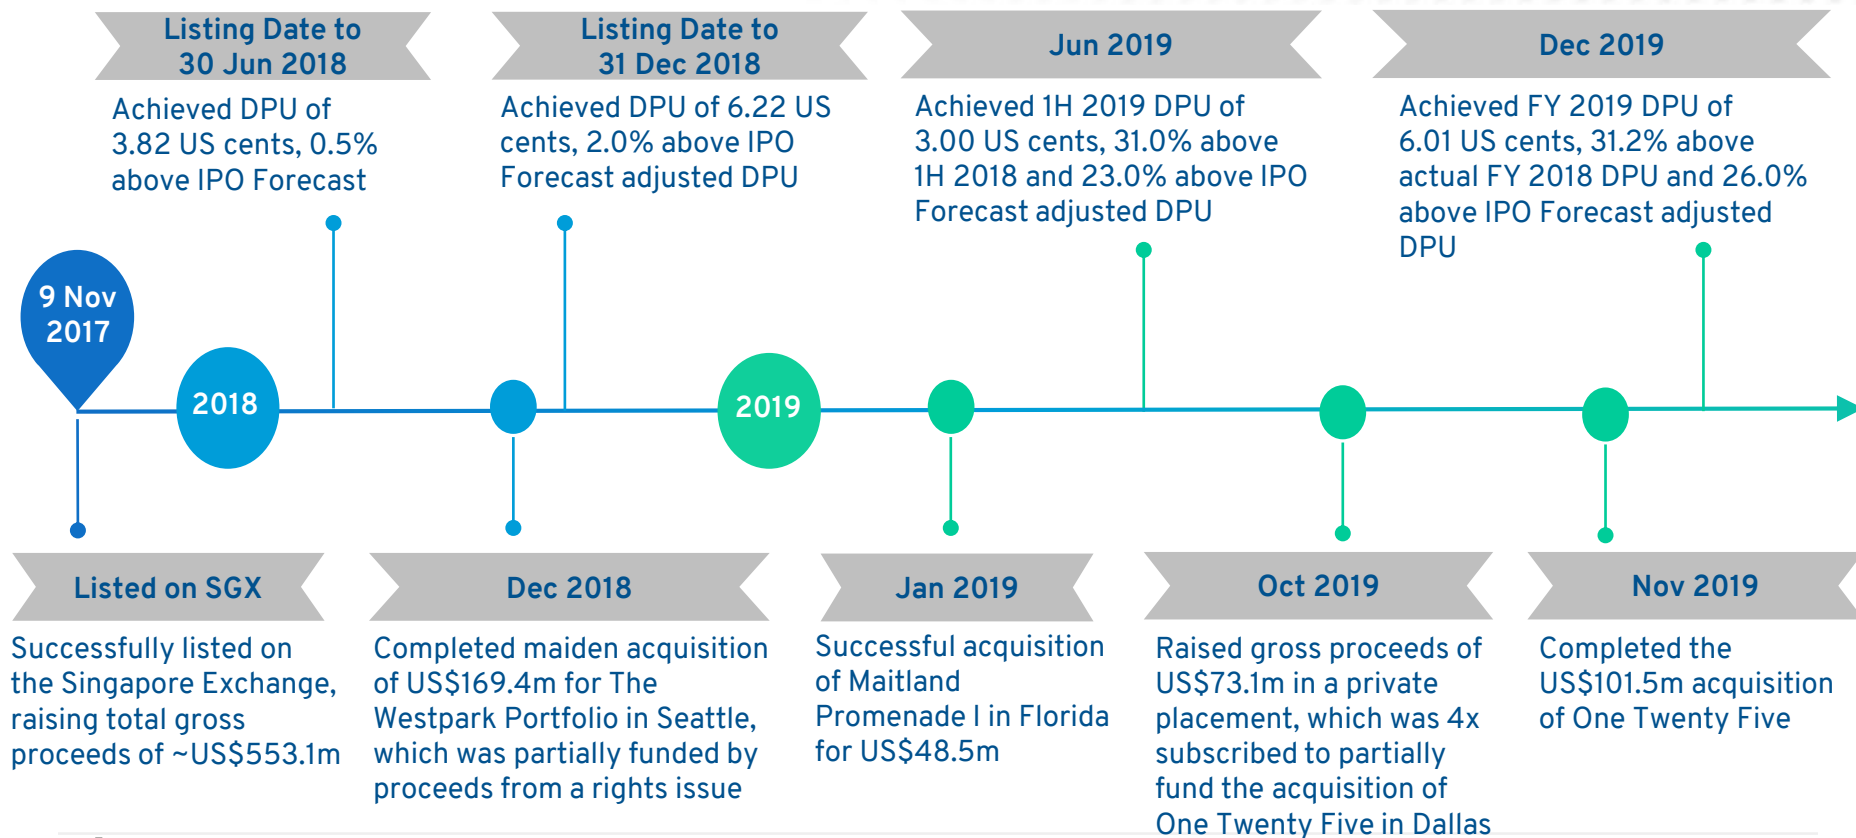 Listing Date to
30 Jun 2018
Achieved DPU of
3.82 US cents, 0.5%
above IPO Forecast
Listing Date to
31 Dec 2018
Achieved DPU of 6.22 US
cents, 2.0% above IPO
Forecast adjusted DPU
Jun 2019
Achieved 1H 2019 DPU of
3.00 US cents, 31.0% above
1H 2018 and 23.0% above IPO
Forecast adjusted DPU
Dec 2019
Achieved FY 2019 DPU of
6.01 US cents, 31.2% above
actual FY 2018 DPU and 26.0%
above IPO Forecast adjusted
DPU
9 Nov
2017
2018
2019
Listed on SGX
Successfully listed on
the Singapore Exchange,
raising total gross
proceeds of ~US$553.1m
Dec 2018
Completed maiden acquisition
of US$169.4m for The
Westpark Portfolio in Seattle,
which was partially funded by
proceeds from a rights issue
Jan 2019
Successful acquisition
of Maitland
Promenade I in Florida
for US$48.5m
Oct 2019
Raised gross proceeds of
US$73.1m in a private
placement, which was 4x
subscribed to partially
fund the acquisition of
One Twenty Five in Dallas
Nov 2019
Completed the
US$101.5m acquisition
of One Twenty Five